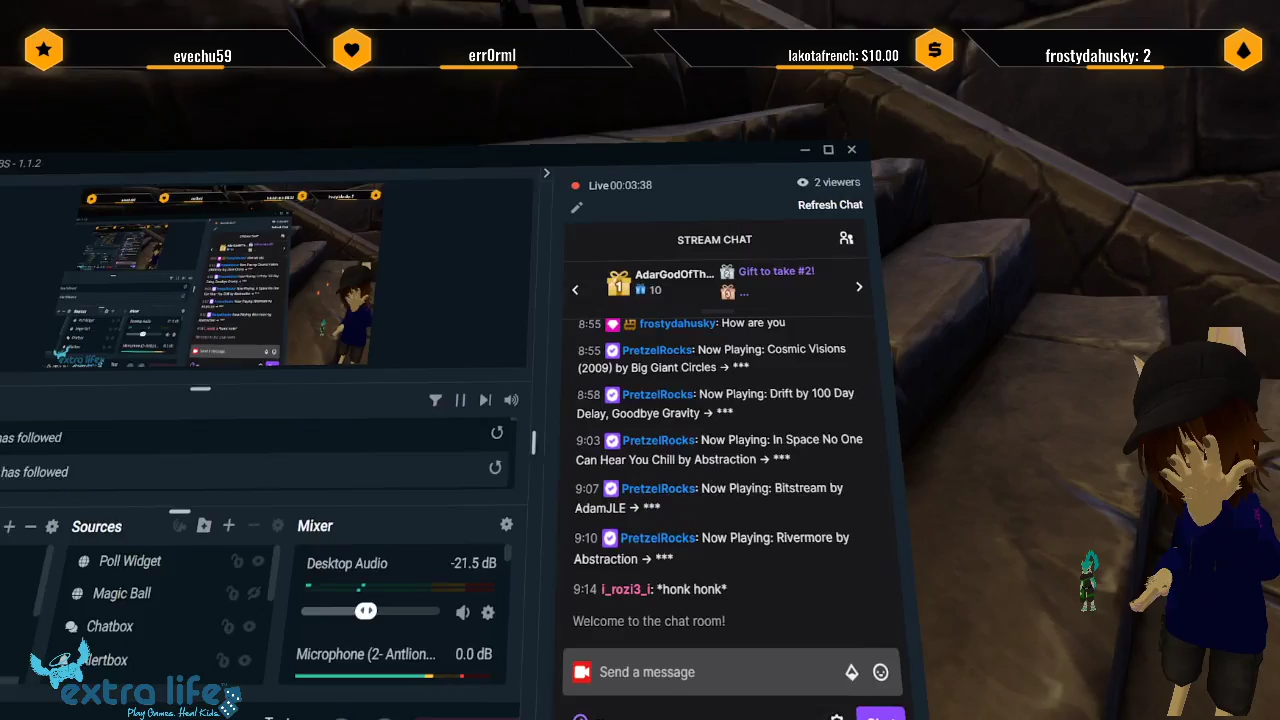 evechu59
err0rml
lakotafrench: $10.00
frostydahusky: 2
BS - 1.1.2
Live 00:03:38
2 viewers
Refresh Chat
STREAM CHAT
1
AdarGodOfTh...
10
2
Gift to take #2!
3
...
8:55 frostydahusky: How are you
8:55 PretzelRocks: Now Playing: Cosmic Visions
(2009) by Big Giant Circles → ***
8:58 PretzelRocks: Now Playing: Drift by 100 Day
Delay, Goodbye Gravity → ***
9:03 PretzelRocks: Now Playing: In Space No One
Can Hear You Chill by Abstraction → ***
9:07 PretzelRocks: Now Playing: Bitstream by
AdamJLE → ***
9:10 PretzelRocks: Now Playing: Rivermore by
Abstraction → ***
9:14 i_rozi3_i: *honk honk*
Welcome to the chat room!
Send a message
has followed
has followed
Sources
Poll Widget
Magic Ball
Chatbox
lertbox
Mixer
Desktop Audio
-21.5 dB
Microphone (2- Antlion...
0.0 dB
extra life
Play Games. Heal Kids.